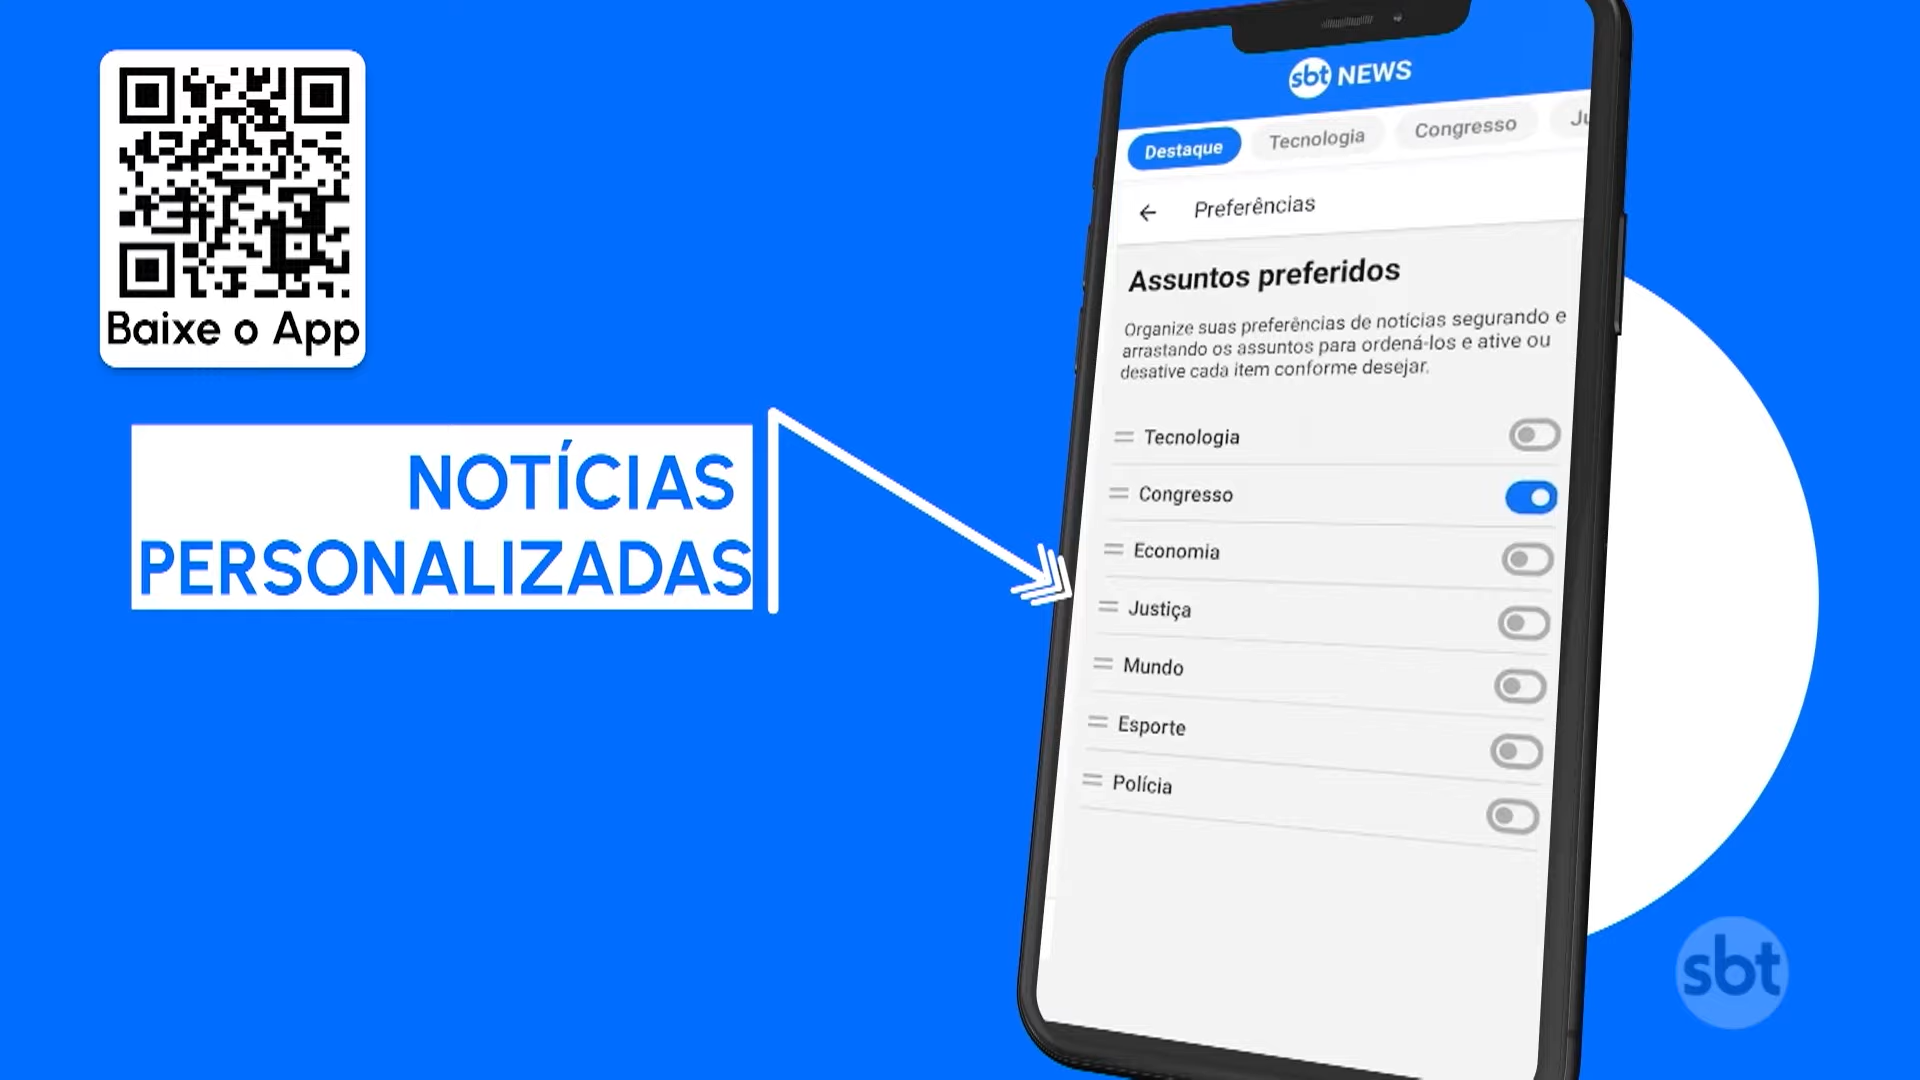 Baixe o App
NOTÍCIAS
PERSONALIZADAS
sbt NEWS
Destaque Tecnologia Congresso Ju
Preferências
Assuntos preferidos
Organize suas preferências de notícias segurando e
arrastando os assuntos para ordená-los e ative ou
desative cada item conforme desejar.
Tecnologia
Congresso
Economia
Justiça
Mundo
Esporte
Polícia
sbt